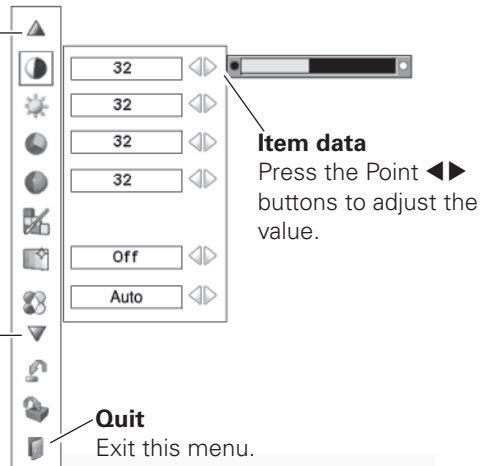 32
32
32
32
Off
Auto
Item data
Press the Point ◀▶
buttons to adjust the
value.
Quit
Exit this menu.